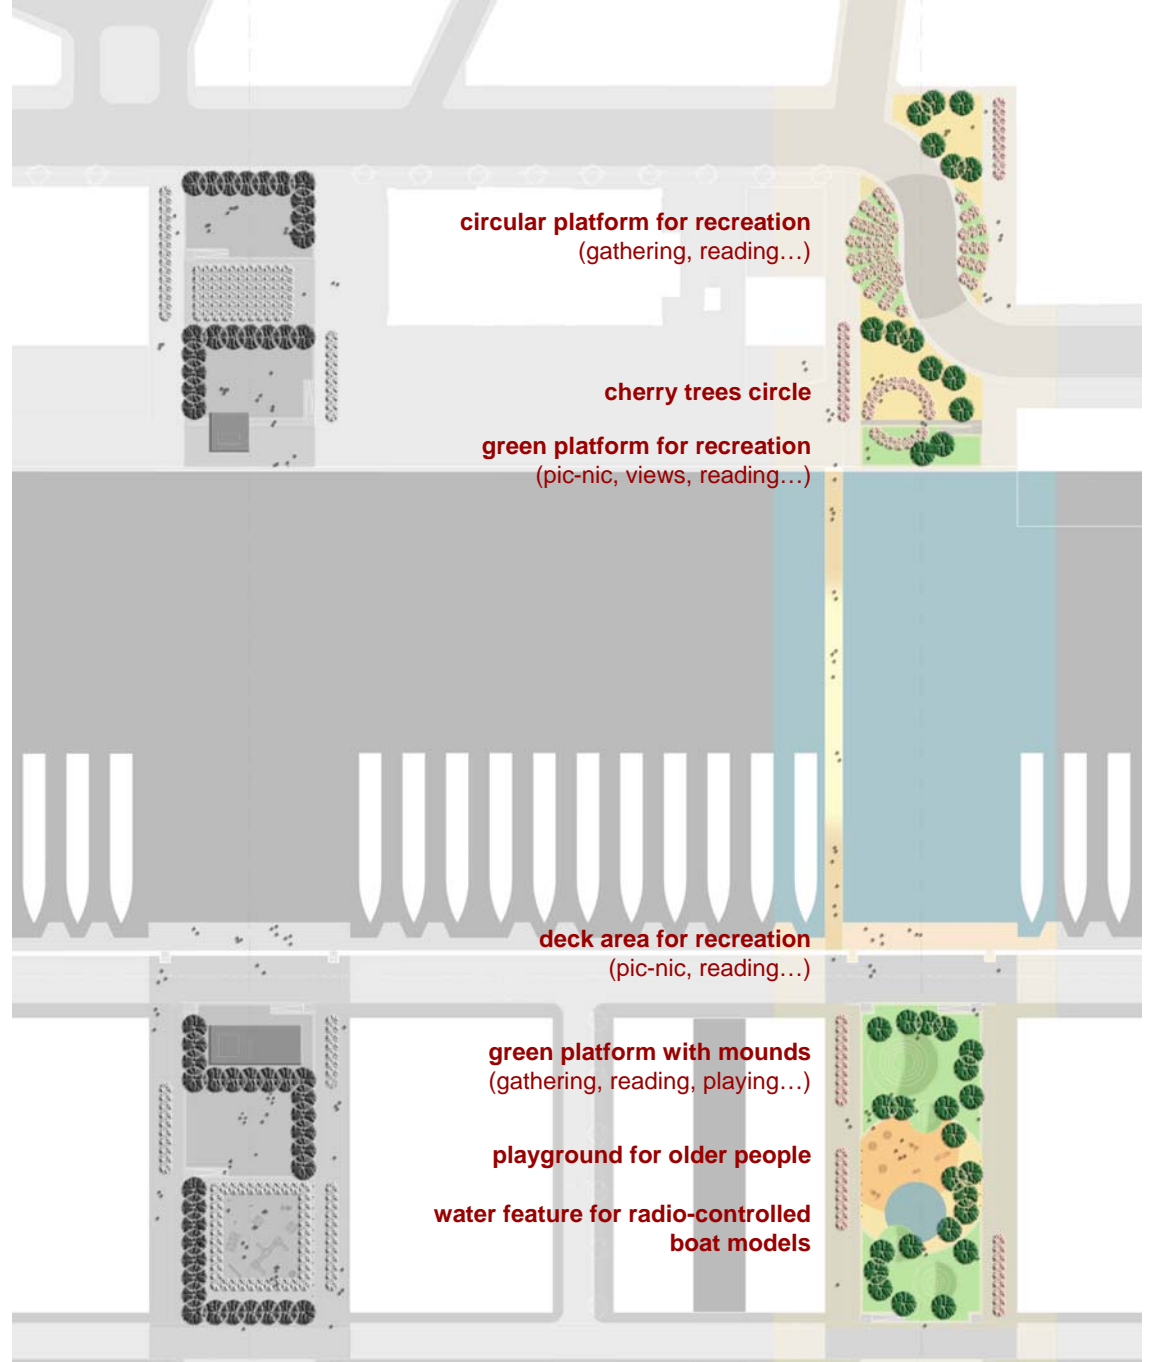 circular platform for recreation
(gathering, reading…)
cherry trees circle
green platform for recreation
(pic-nic, views, reading…)
deck area for recreation
(pic-nic, reading…)
green platform with mounds
(gathering, reading, playing…)
playground for older people
water feature for radio-controlled
boat models